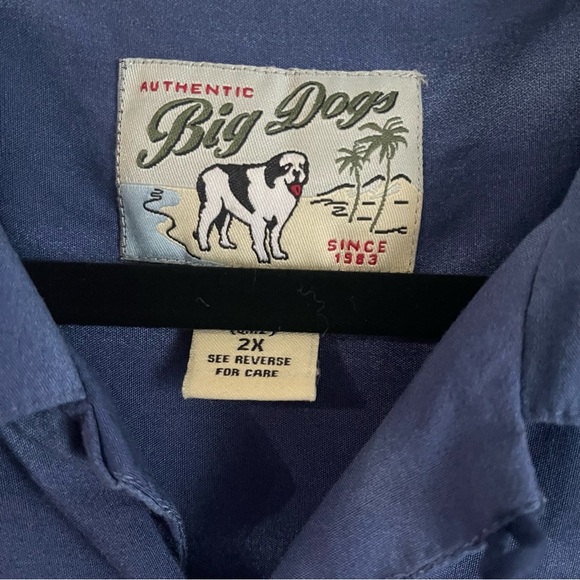 AUTHENTIC
Big Dogs
SINCE
1983
2X
SEE REVERSE
FOR CARE